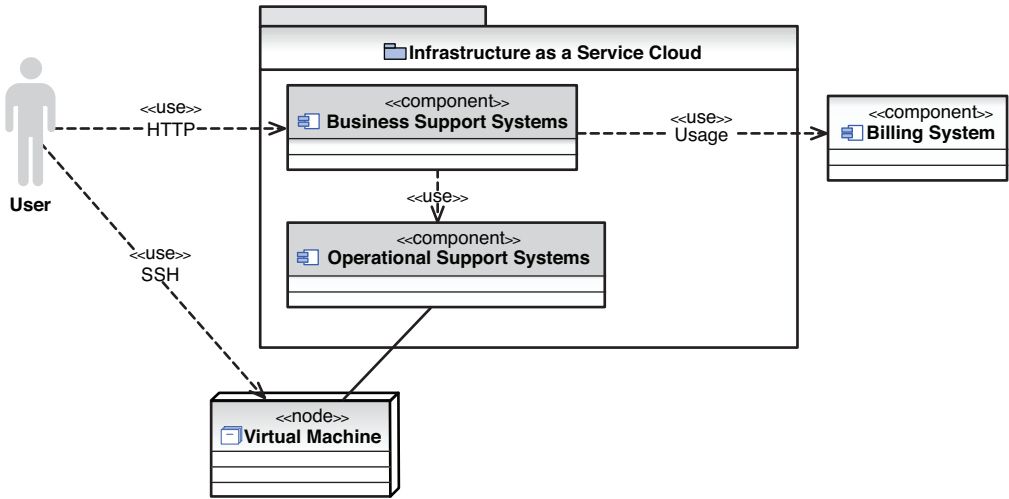 Infrastructure as a Service Cloud
<<use>>
HTTP
<<component>>
Business Support Systems
<<use>>
Usage
<<component>>
Billing System
User
<<use>>
<<component>>
Operational Support Systems
<<use>>
SSH
<<node>>
Virtual Machine